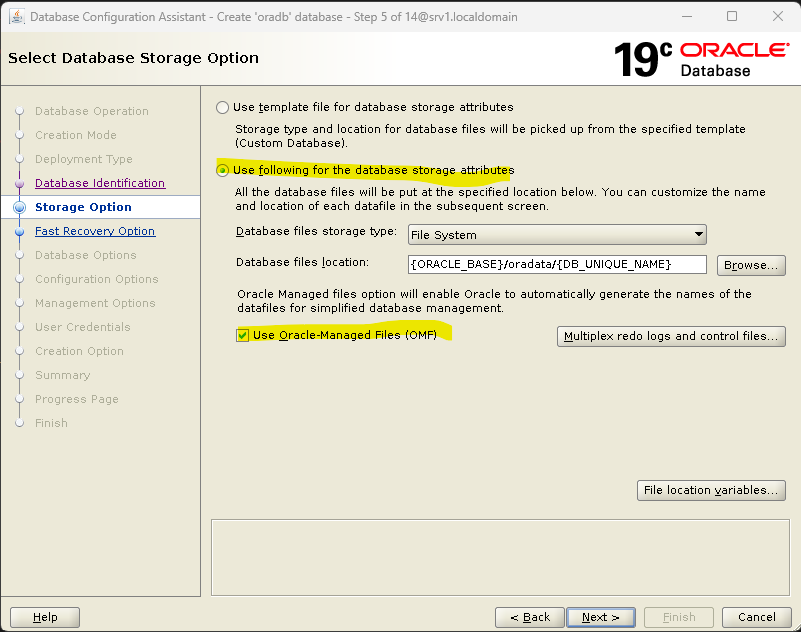 Database Configuration Assistant - Create 'oradb' database - Step 5 of 14@srv1.localdomain
Select Database Storage Option
19c ORACLE
Database
Database Operation
Creation Mode
Deployment Type
Database Identification
Storage Option
Fast Recovery Option
Database Options
Configuration Options
Management Options
User Credentials
Creation Option
Summary
Progress Page
Finish
Use template file for database storage attributes
Storage type and location for database files will be picked up from the specified template
(Custom Database).
Use following for the database storage attributes
All the database files will be put at the specified location below. You can customize the name
and location of each datafile in the subsequent screen.
Database files storage type: File System
Database files location: {ORACLE_BASE}/oradata/{DB_UNIQUE_NAME} Browse...
Oracle Managed files option will enable Oracle to automatically generate the names of the
datafiles for simplified database management.
Use Oracle-Managed Files (OMF) Multiplex redo logs and control files...
File location variables...
Help < Back Next > Finish Cancel